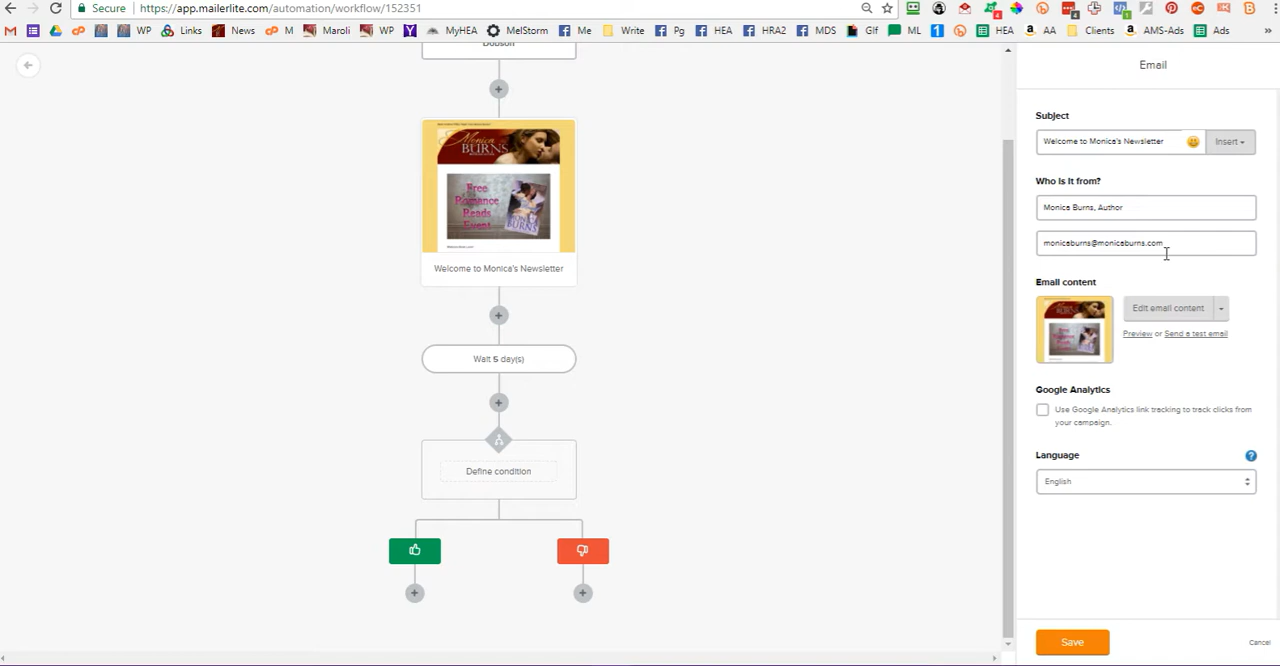 Secure | https://app.mailerlite.com/automation/workflow/152351
WP Links News Maroli WP MyHEA MelStorm Me Write Pg HEA HRA2 MDS Gif ML HEA AA Clients AMS-Ads Ads »
Dobson
Email
Subject
Welcome to Monica's Newsletter
Insert
Who is it from?
Monica Burns, Author
monicaburns@monicaburns.com
Monica
BURNS
Free
Romance
Reads
Event
Welcome to Monica's Newsletter
Email content
Edit email content
Preview or Send a test email
Wait 5 day(s)
Google Analytics
Use Google Analytics link tracking to track clicks from
your campaign.
Define condition
Language
English
Save
Cancel